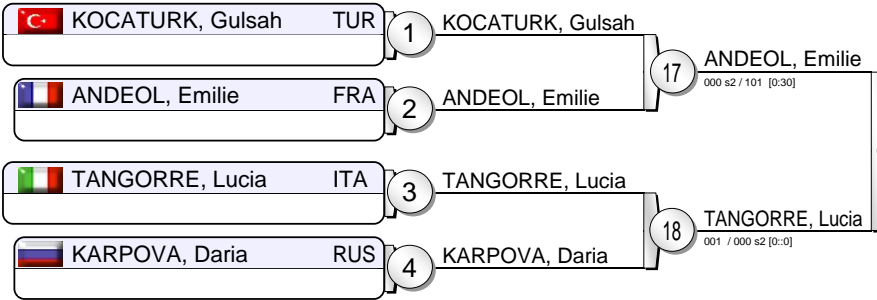 KOCATURK, Gulsah TUR
1
KOCATURK, Gulsah
ANDEOL, Emilie FRA
2
ANDEOL, Emilie
17
ANDEOL, Emilie
000 s2 / 101 [0:30]
TANGORRE, Lucia ITA
3
TANGORRE, Lucia
KARPOVA, Daria RUS
4
KARPOVA, Daria
18
TANGORRE, Lucia
001 / 000 s2 [0::0]